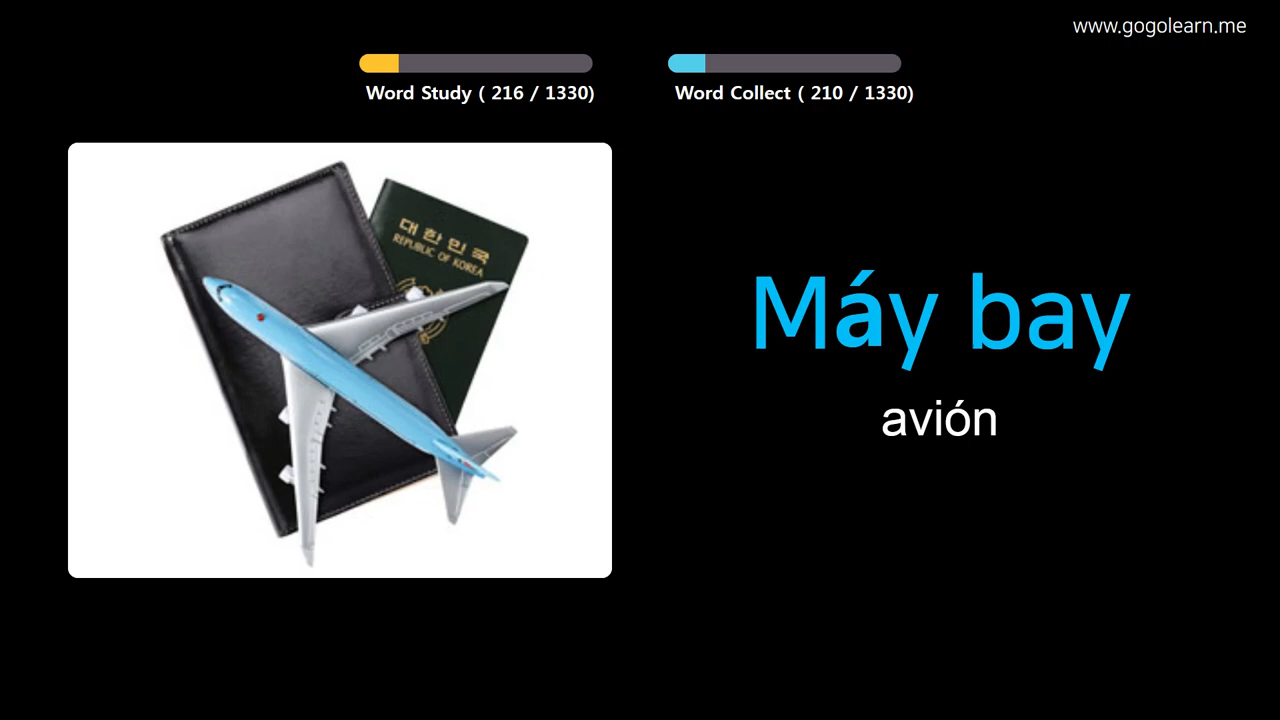 www.gogolearn.me
Word Study ( 216 / 1330)
Word Collect ( 210 / 1330)
대한민국
REPUBLIC OF KOREA
Máy bay
avión